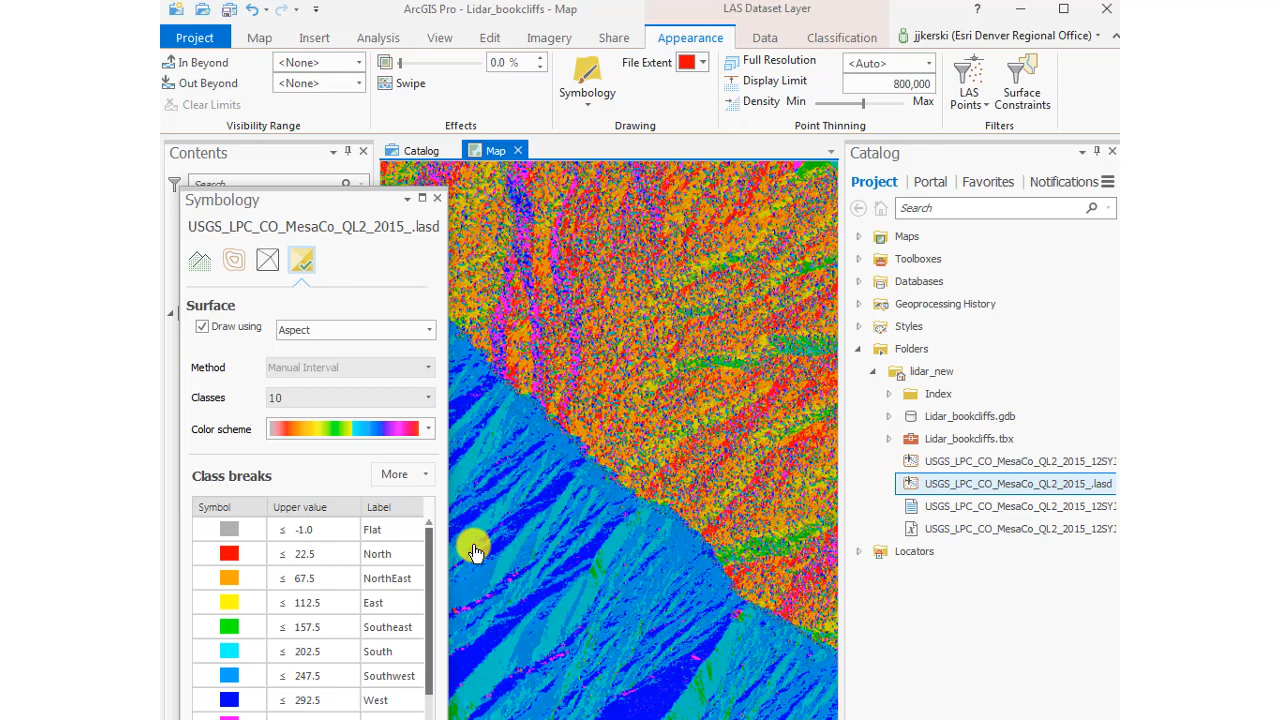 ArcGIS Pro - Lidar_bookcliffs - Map
LAS Dataset Layer
?
Project Map Insert Analysis View Edit Imagery Share Appearance Data Classification
jjkerski (Esri Denver Regional Office)
In Beyond <None>
Out Beyond <None>
Clear Limits
Visibility Range
0.0 %
Swipe
Effects
Symbology
File Extent
Drawing
Full Resolution <Auto>
Display Limit 800,000
Density Min Max
Point Thinning
LAS Points
Surface Constraints
Filters
Contents
Search
Catalog Map
Symbology
USGS_LPC_CO_MesaCo_QL2_2015_.lasd
Surface
Draw using Aspect
Method Manual Interval
Classes 10
Color scheme
Class breaks More
Symbol Upper value Label
≤ -1.0 Flat
≤ 22.5 North
≤ 67.5 NorthEast
≤ 112.5 East
≤ 157.5 Southeast
≤ 202.5 South
≤ 247.5 Southwest
≤ 292.5 West
Catalog
Project Portal Favorites Notifications
Search
Maps
Toolboxes
Databases
Geoprocessing History
Styles
Folders
lidar_new
Index
Lidar_bookcliffs.gdb
Lidar_bookcliffs.tbx
USGS_LPC_CO_MesaCo_QL2_2015_12SYJ
USGS_LPC_CO_MesaCo_QL2_2015_.lasd
USGS_LPC_CO_MesaCo_QL2_2015_12SYJ
USGS_LPC_CO_MesaCo_QL2_2015_12SYJ
Locators